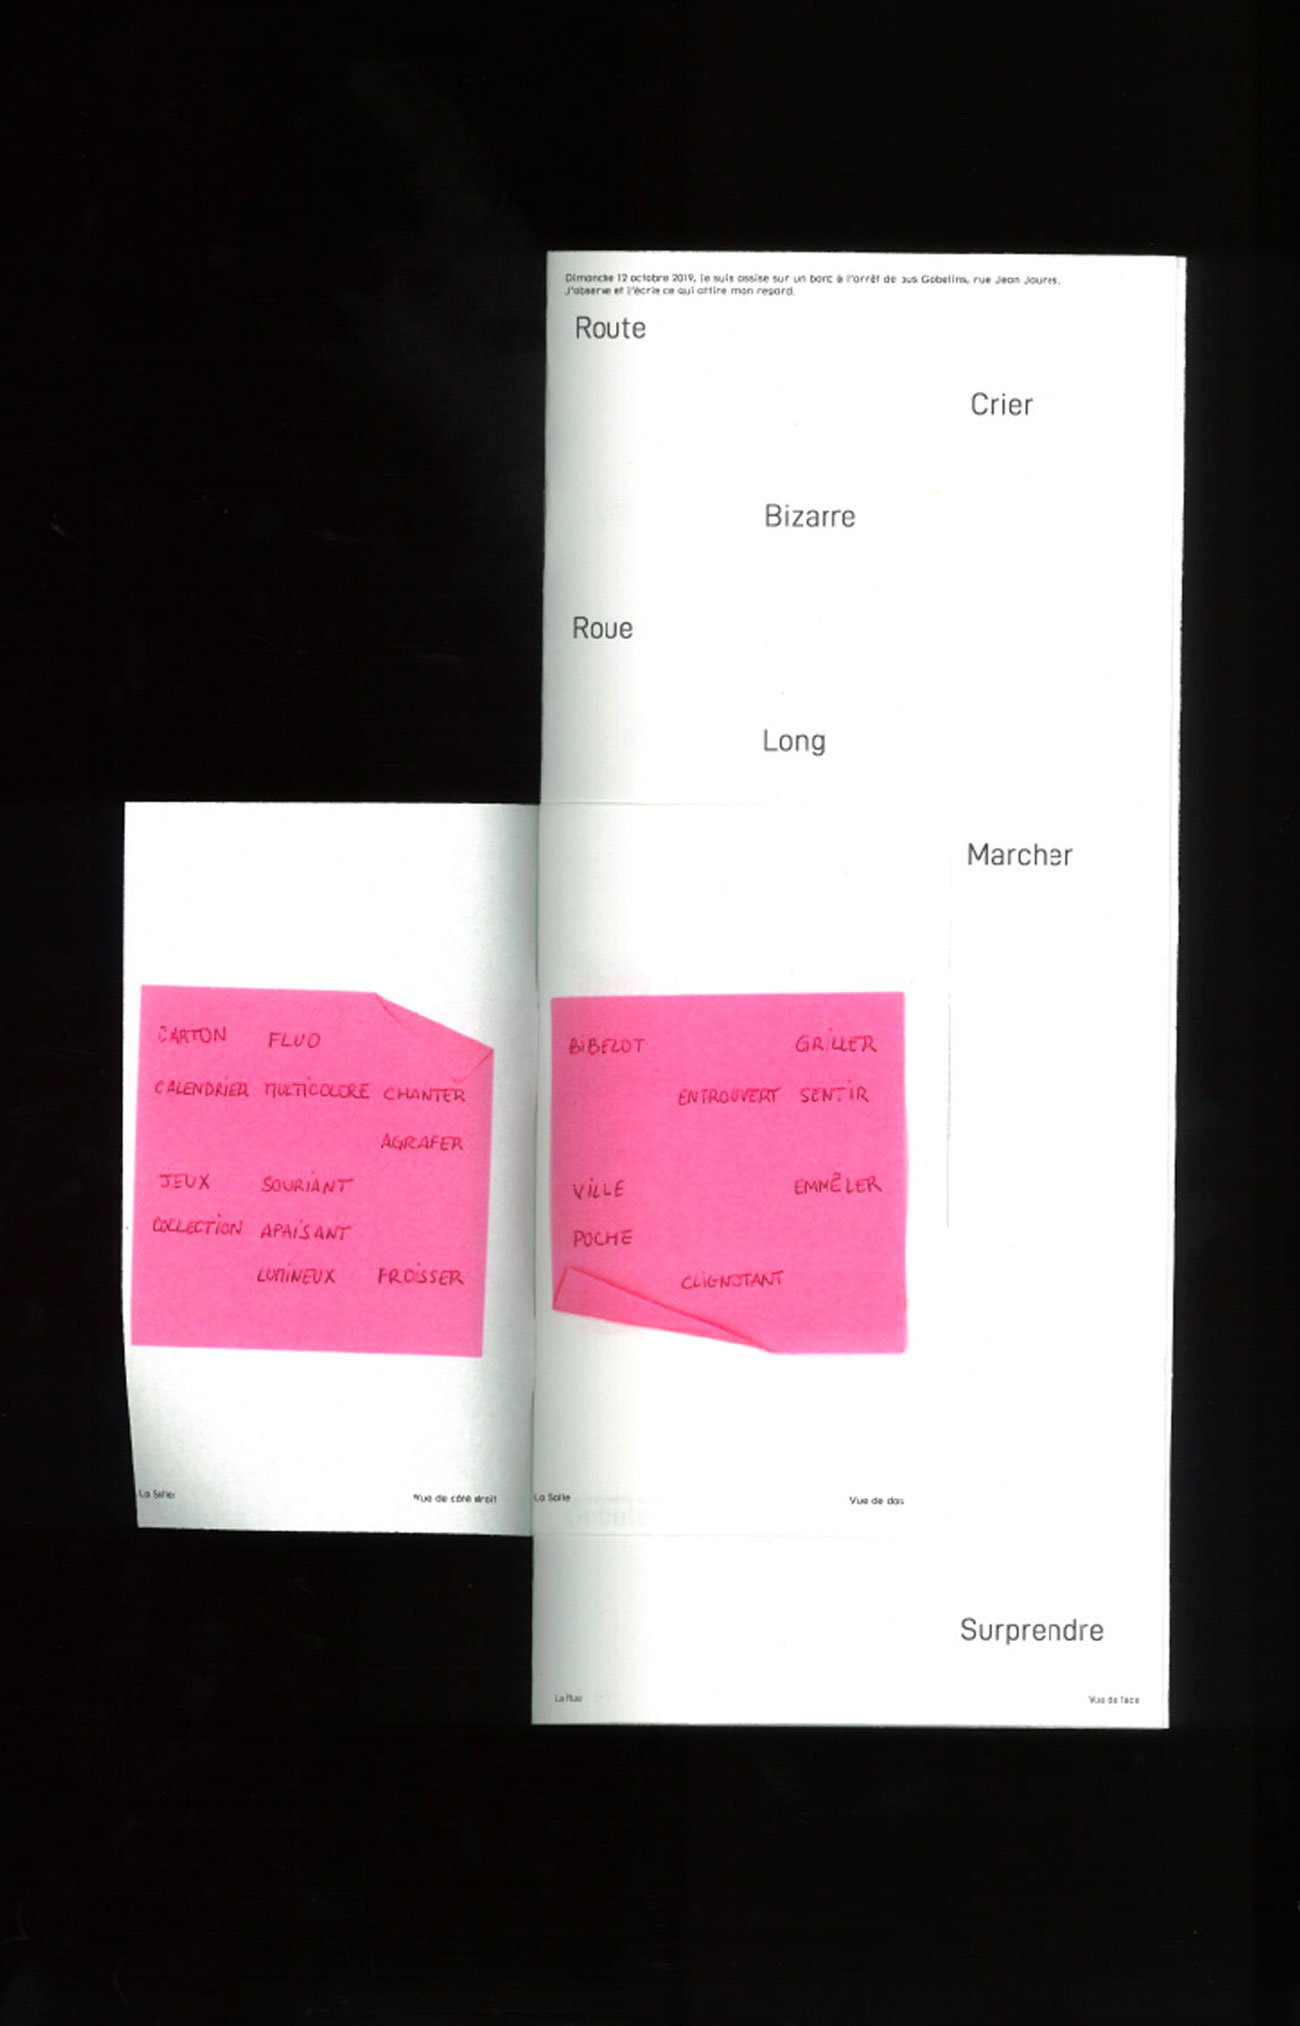 Dimanche 12 octobre 2019, je suis assise sur un banc à l'arrêt de bus Gobelins, rue Jean Jaures.
J'observe et j'écris ce qui attire mon regard.
Route
Crier
Bizarre
Roue
Long
Marcher
CARTON FLUO
CALENDRIER MULTICOLORE CHANTER
AGRAFER
JEUX SOURIANT
COLLECTION APAISANT
LUMINEUX FROISSER
La Salle Vue de côté droit
BIBELOT GRILLER
ENTROUVERT SENTIR
VILLE EMMÊLER
POCHE
CLIGNOTANT
La Salle Vue de dos
Surprendre
La Rue Vue de face